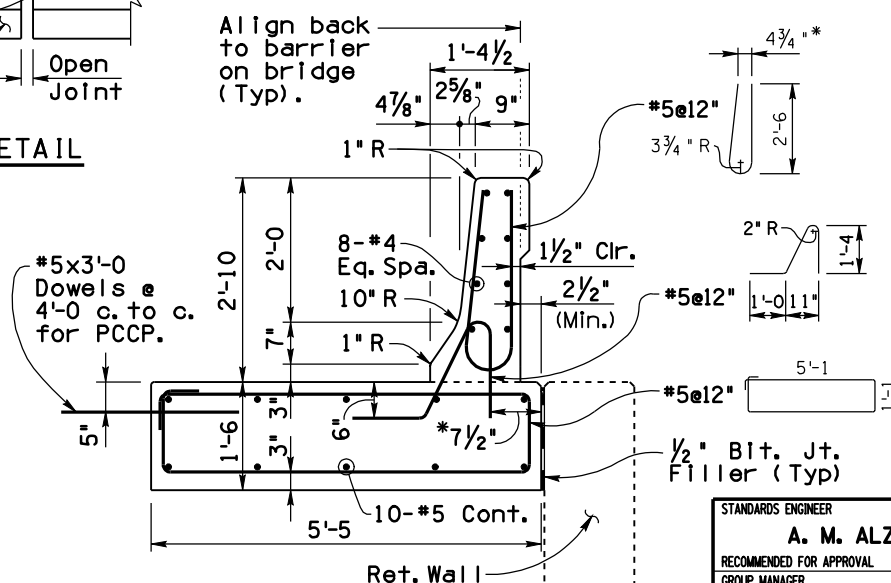 Open
Joint
ETAIL
Align back
to barrier
on bridge
(Typ).
1'-4½
4⅞"
2⅝"
9"
1" R
#5@12"
4¾"*
3¾" R
2'-6
2'-10
2'-0
8-#4
Eq. Spa.
1½" Clr.
2½"
(Min.)
2" R
1'-4
1'-0
11"
#5x3'-0
Dowels @
4'-0 c. to c.
for PCCP.
10" R
7"
1" R
#5@12"
5'-1
#5@12"
5"
1'-6
3"
3"
6"
*7½"
½" Bit. Jt.
Filler (Typ)
10-#5 Cont.
5'-5
Ret. Wall
STANDARDS ENGINEER
A. M. ALZ
RECOMMENDED FOR APPROVAL
GROUP MANAGER